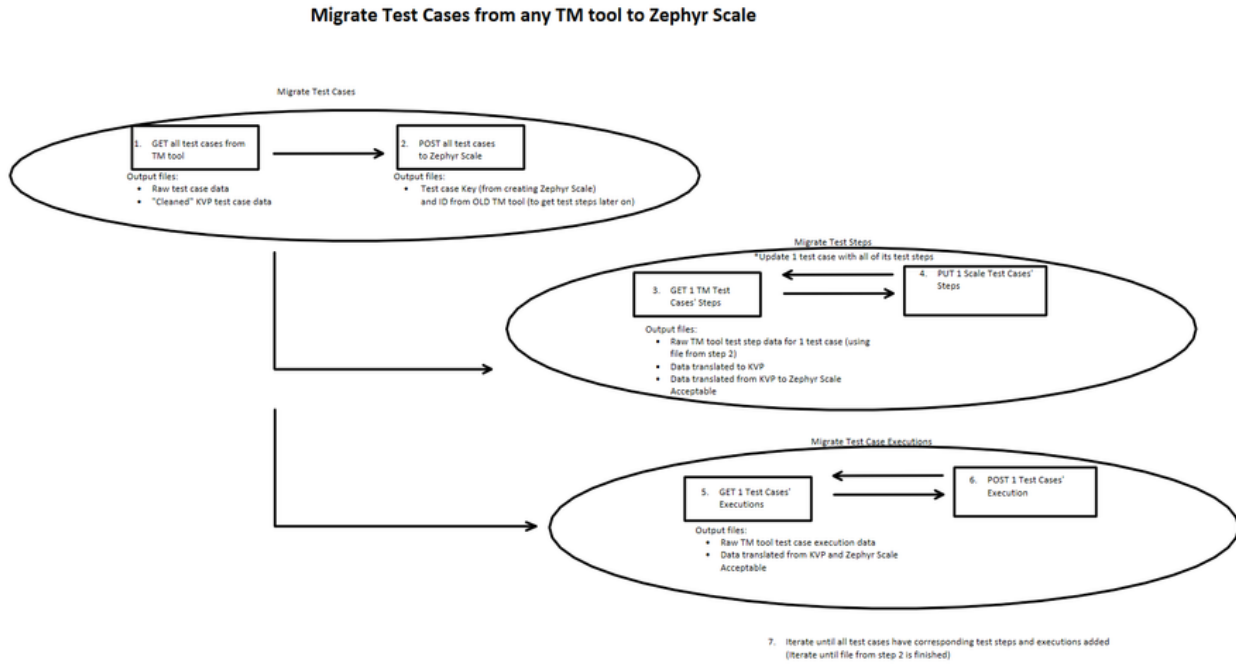 Migrate Test Cases from any TM tool to Zephyr Scale
Migrate Test Cases
1. GET all test cases from
TM tool
2. POST all test cases
to Zephyr Scale
Output files:
• Raw test case data
• "Cleaned" KVP test case data
Output files:
• Test case Key (from creating Zephyr Scale)
and ID from OLD TM tool (to get test steps later on)
Migrate Test Steps
*Update 1 test case with all of its test steps
3. GET 1 TM Test
Cases' Steps
4. PUT 1 Scale Test Cases'
Steps
Output files:
• Raw TM tool test step data for 1 test case (using
file from step 2)
• Data translated to KVP
• Data translated from KVP to Zephyr Scale
Acceptable
Migrate Test Case Executions
5. GET 1 Test Cases'
Executions
6. POST 1 Test Cases'
Execution
Output files:
• Raw TM tool test case execution data
• Data translated from KVP and Zephyr Scale
Acceptable
7. Iterate until all test cases have corresponding test steps and executions added
(Iterate until file from step 2 is finished)